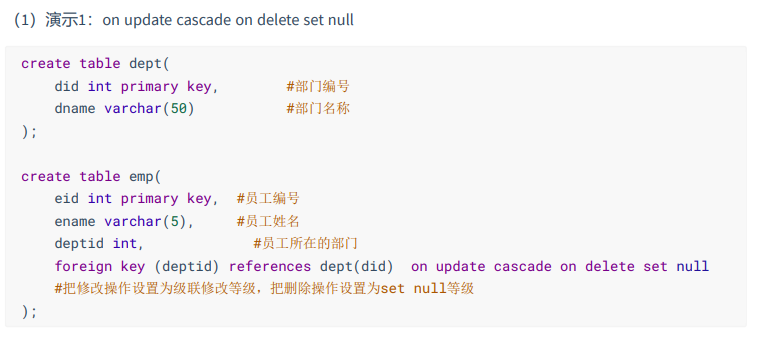 （1）演示1：on update cascade on delete set null
create table dept(
did int primary key, #部门编号
dname varchar(50) #部门名称
);
create table emp(
eid int primary key, #员工编号
ename varchar(5), #员工姓名
deptid int, #员工所在的部门
foreign key (deptid) references dept(did) on update cascade on delete set null
#把修改操作设置为级联修改等级，把删除操作设置为set null等级
);